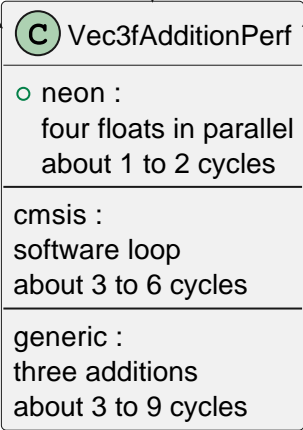 C Vec3fAdditionPerf
neon :
four floats in parallel
about 1 to 2 cycles
cmsis :
software loop
about 3 to 6 cycles
generic :
three additions
about 3 to 9 cycles